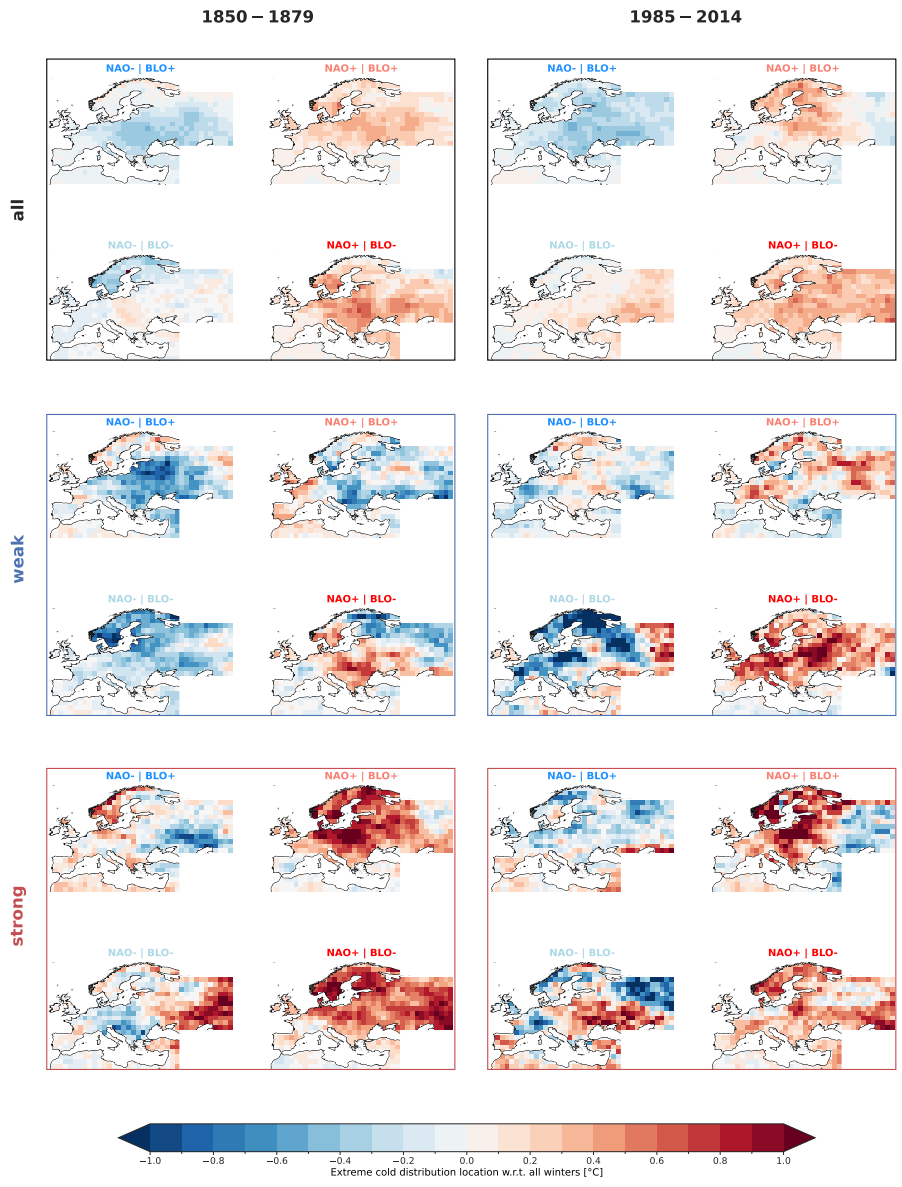 1850 − 1879
1985 − 2014
all
NAO- | BLO+
NAO+ | BLO+
NAO- | BLO+
NAO+ | BLO+
NAO- | BLO-
NAO+ | BLO-
NAO- | BLO-
NAO+ | BLO-
weak
NAO- | BLO+
NAO+ | BLO+
NAO- | BLO+
NAO+ | BLO+
NAO- | BLO-
NAO+ | BLO-
NAO- | BLO-
NAO+ | BLO-
strong
NAO- | BLO+
NAO+ | BLO+
NAO- | BLO+
NAO+ | BLO+
NAO- | BLO-
NAO+ | BLO-
NAO- | BLO-
NAO+ | BLO-
−1.0 −0.8 −0.6 −0.4 −0.2 0.0 0.2 0.4 0.6 0.8 1.0
Extreme cold distribution location w.r.t. all winters [°C]